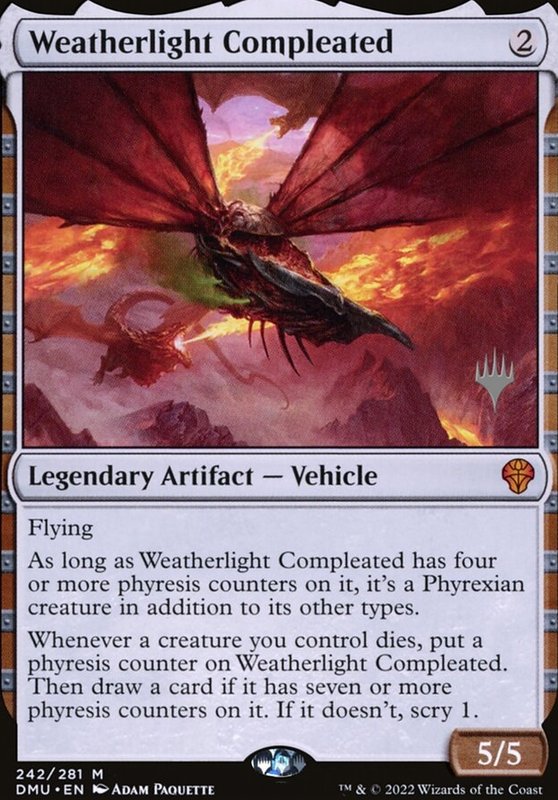 Weatherlight Compleated 2
Legendary Artifact — Vehicle
Flying
As long as Weatherlight Compleated has four
or more phyresis counters on it, it's a Phyrexian
creature in addition to its other types.
Whenever a creature you control dies, put a
phyresis counter on Weatherlight Compleated.
Then draw a card if it has seven or more
phyresis counters on it. If it doesn't, scry 1.
5/5
242/281 M
DMU • EN Adam Paquette
™ & © 2022 Wizards of the Coast